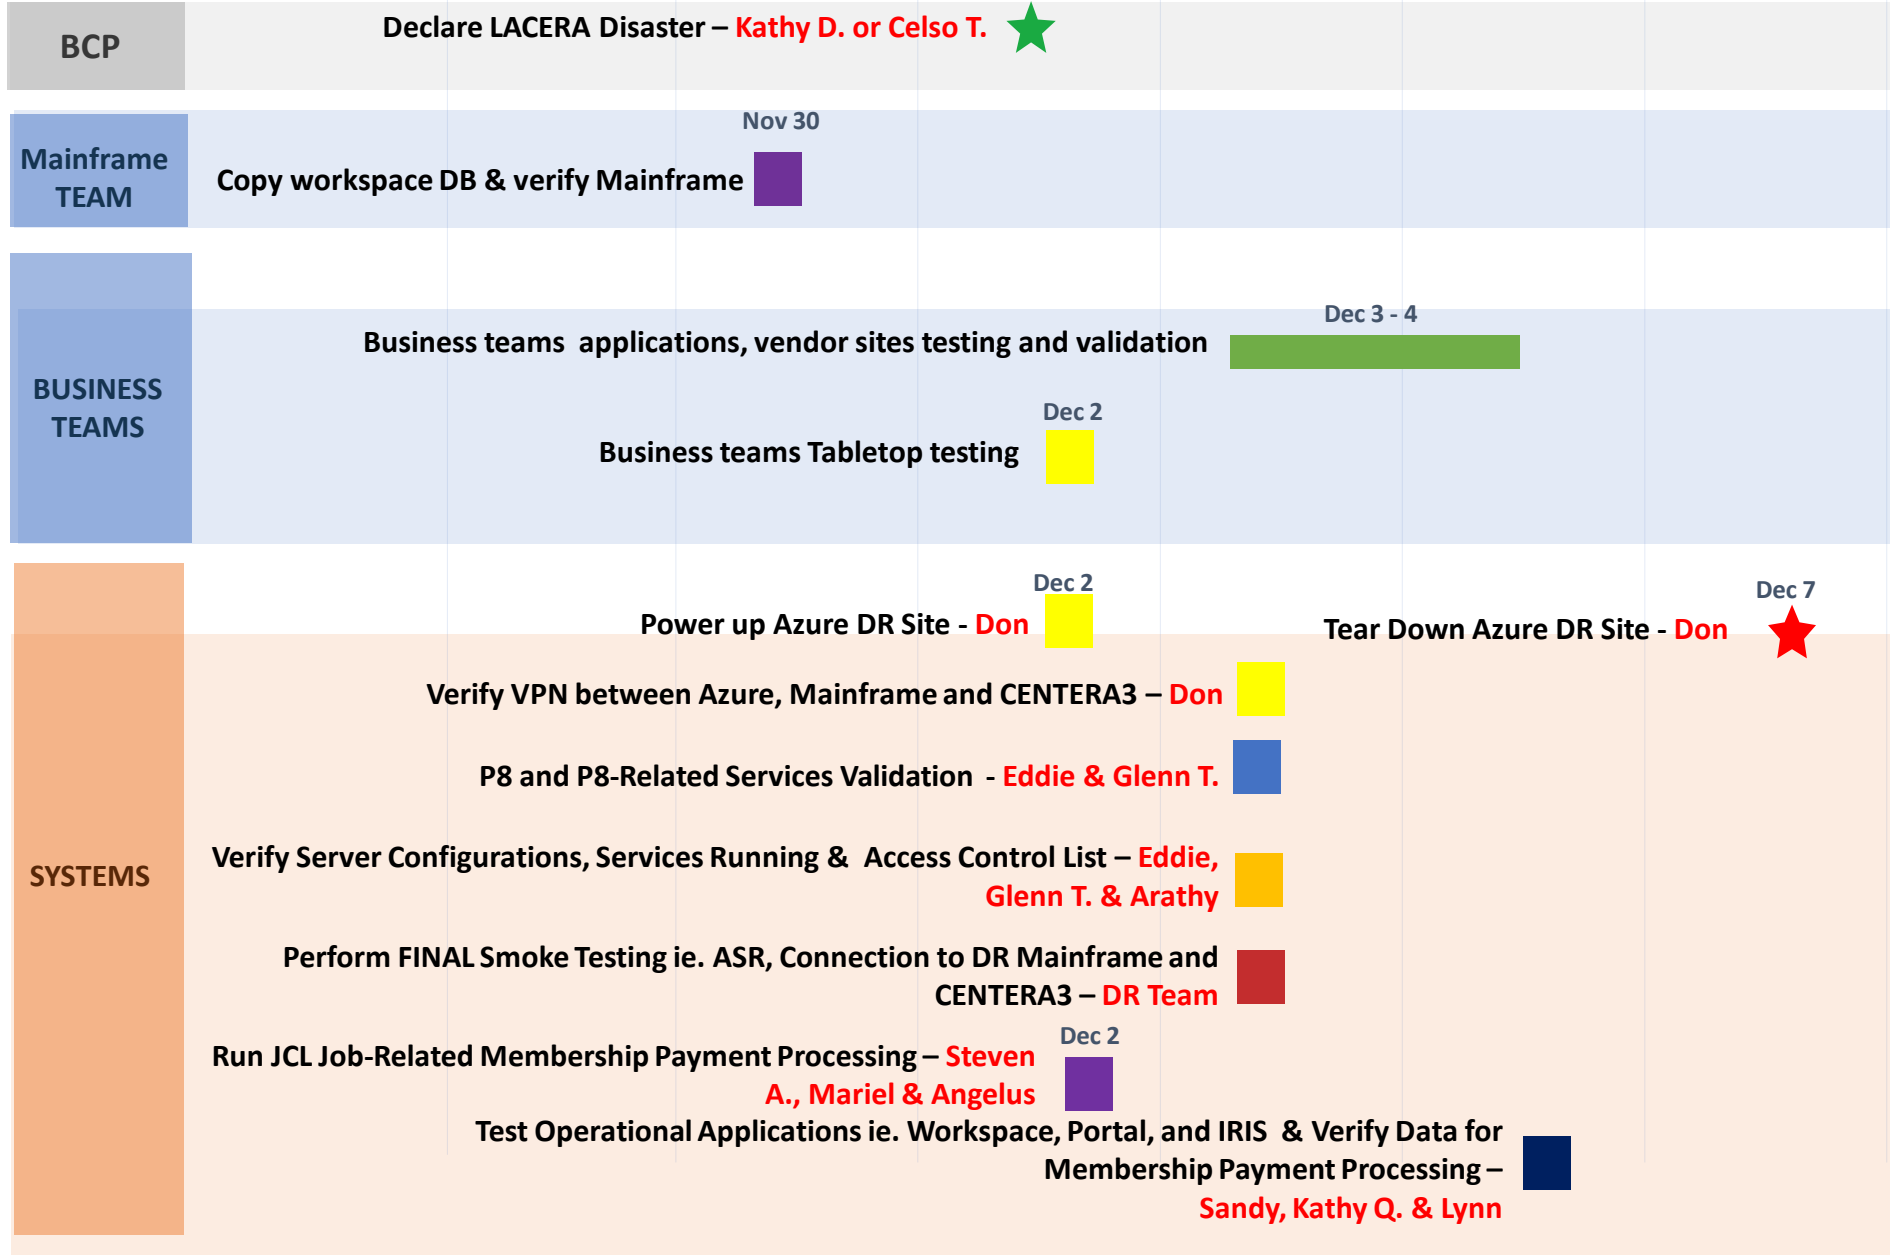 BCP
Declare LACERA Disaster – Kathy D. or Celso T.
Mainframe
TEAM
Nov 30
Copy workspace DB & verify Mainframe
BUSINESS
TEAMS
Dec 3 - 4
Business teams  applications, vendor sites testing and validation
Dec 2
Business teams Tabletop testing
SYSTEMS
Dec 2
Power up Azure DR Site - Don
Dec 7
Tear Down Azure DR Site - Don
Verify VPN between Azure, Mainframe and CENTERA3 – Don
P8 and P8-Related Services Validation  - Eddie & Glenn T.
Verify Server Configurations, Services Running &  Access Control List – Eddie,
Glenn T. & Arathy
Perform FINAL Smoke Testing ie. ASR, Connection to DR Mainframe and
CENTERA3 – DR Team
Dec 2
Run JCL Job-Related Membership Payment Processing – Steven
A., Mariel & Angelus
Test Operational Applications ie. Workspace, Portal, and IRIS  & Verify Data for
Membership Payment Processing –
Sandy, Kathy Q. & Lynn